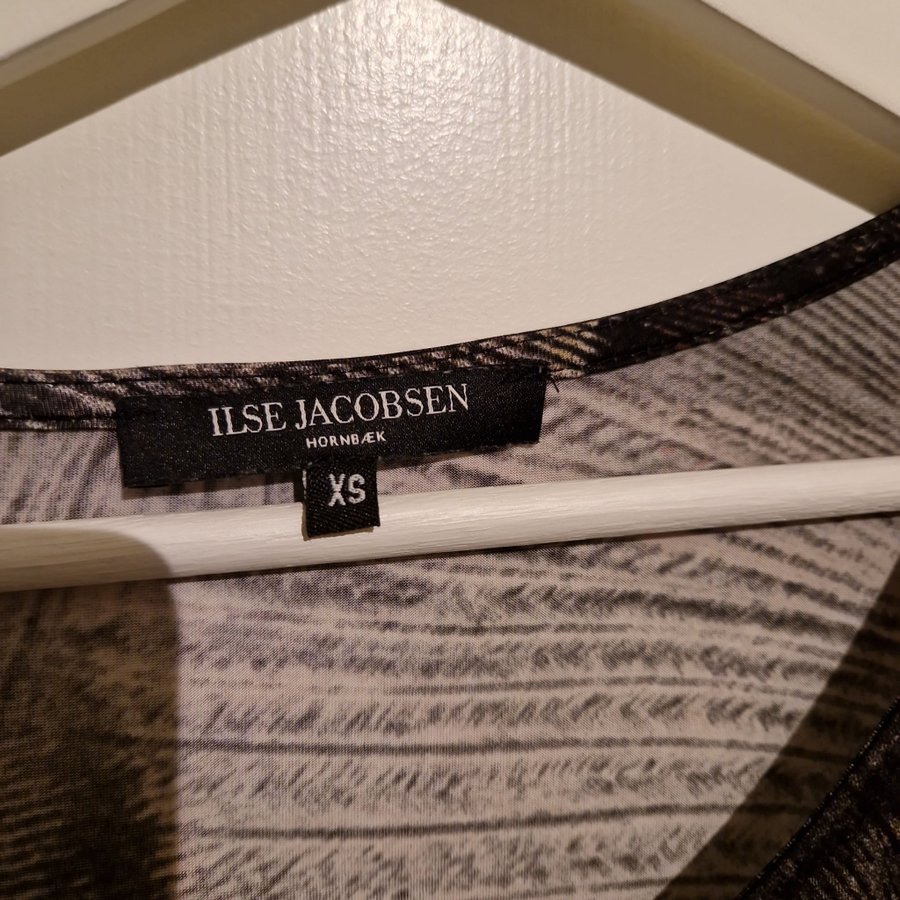 ILSE JACOBSEN
HORNBÆK
XS